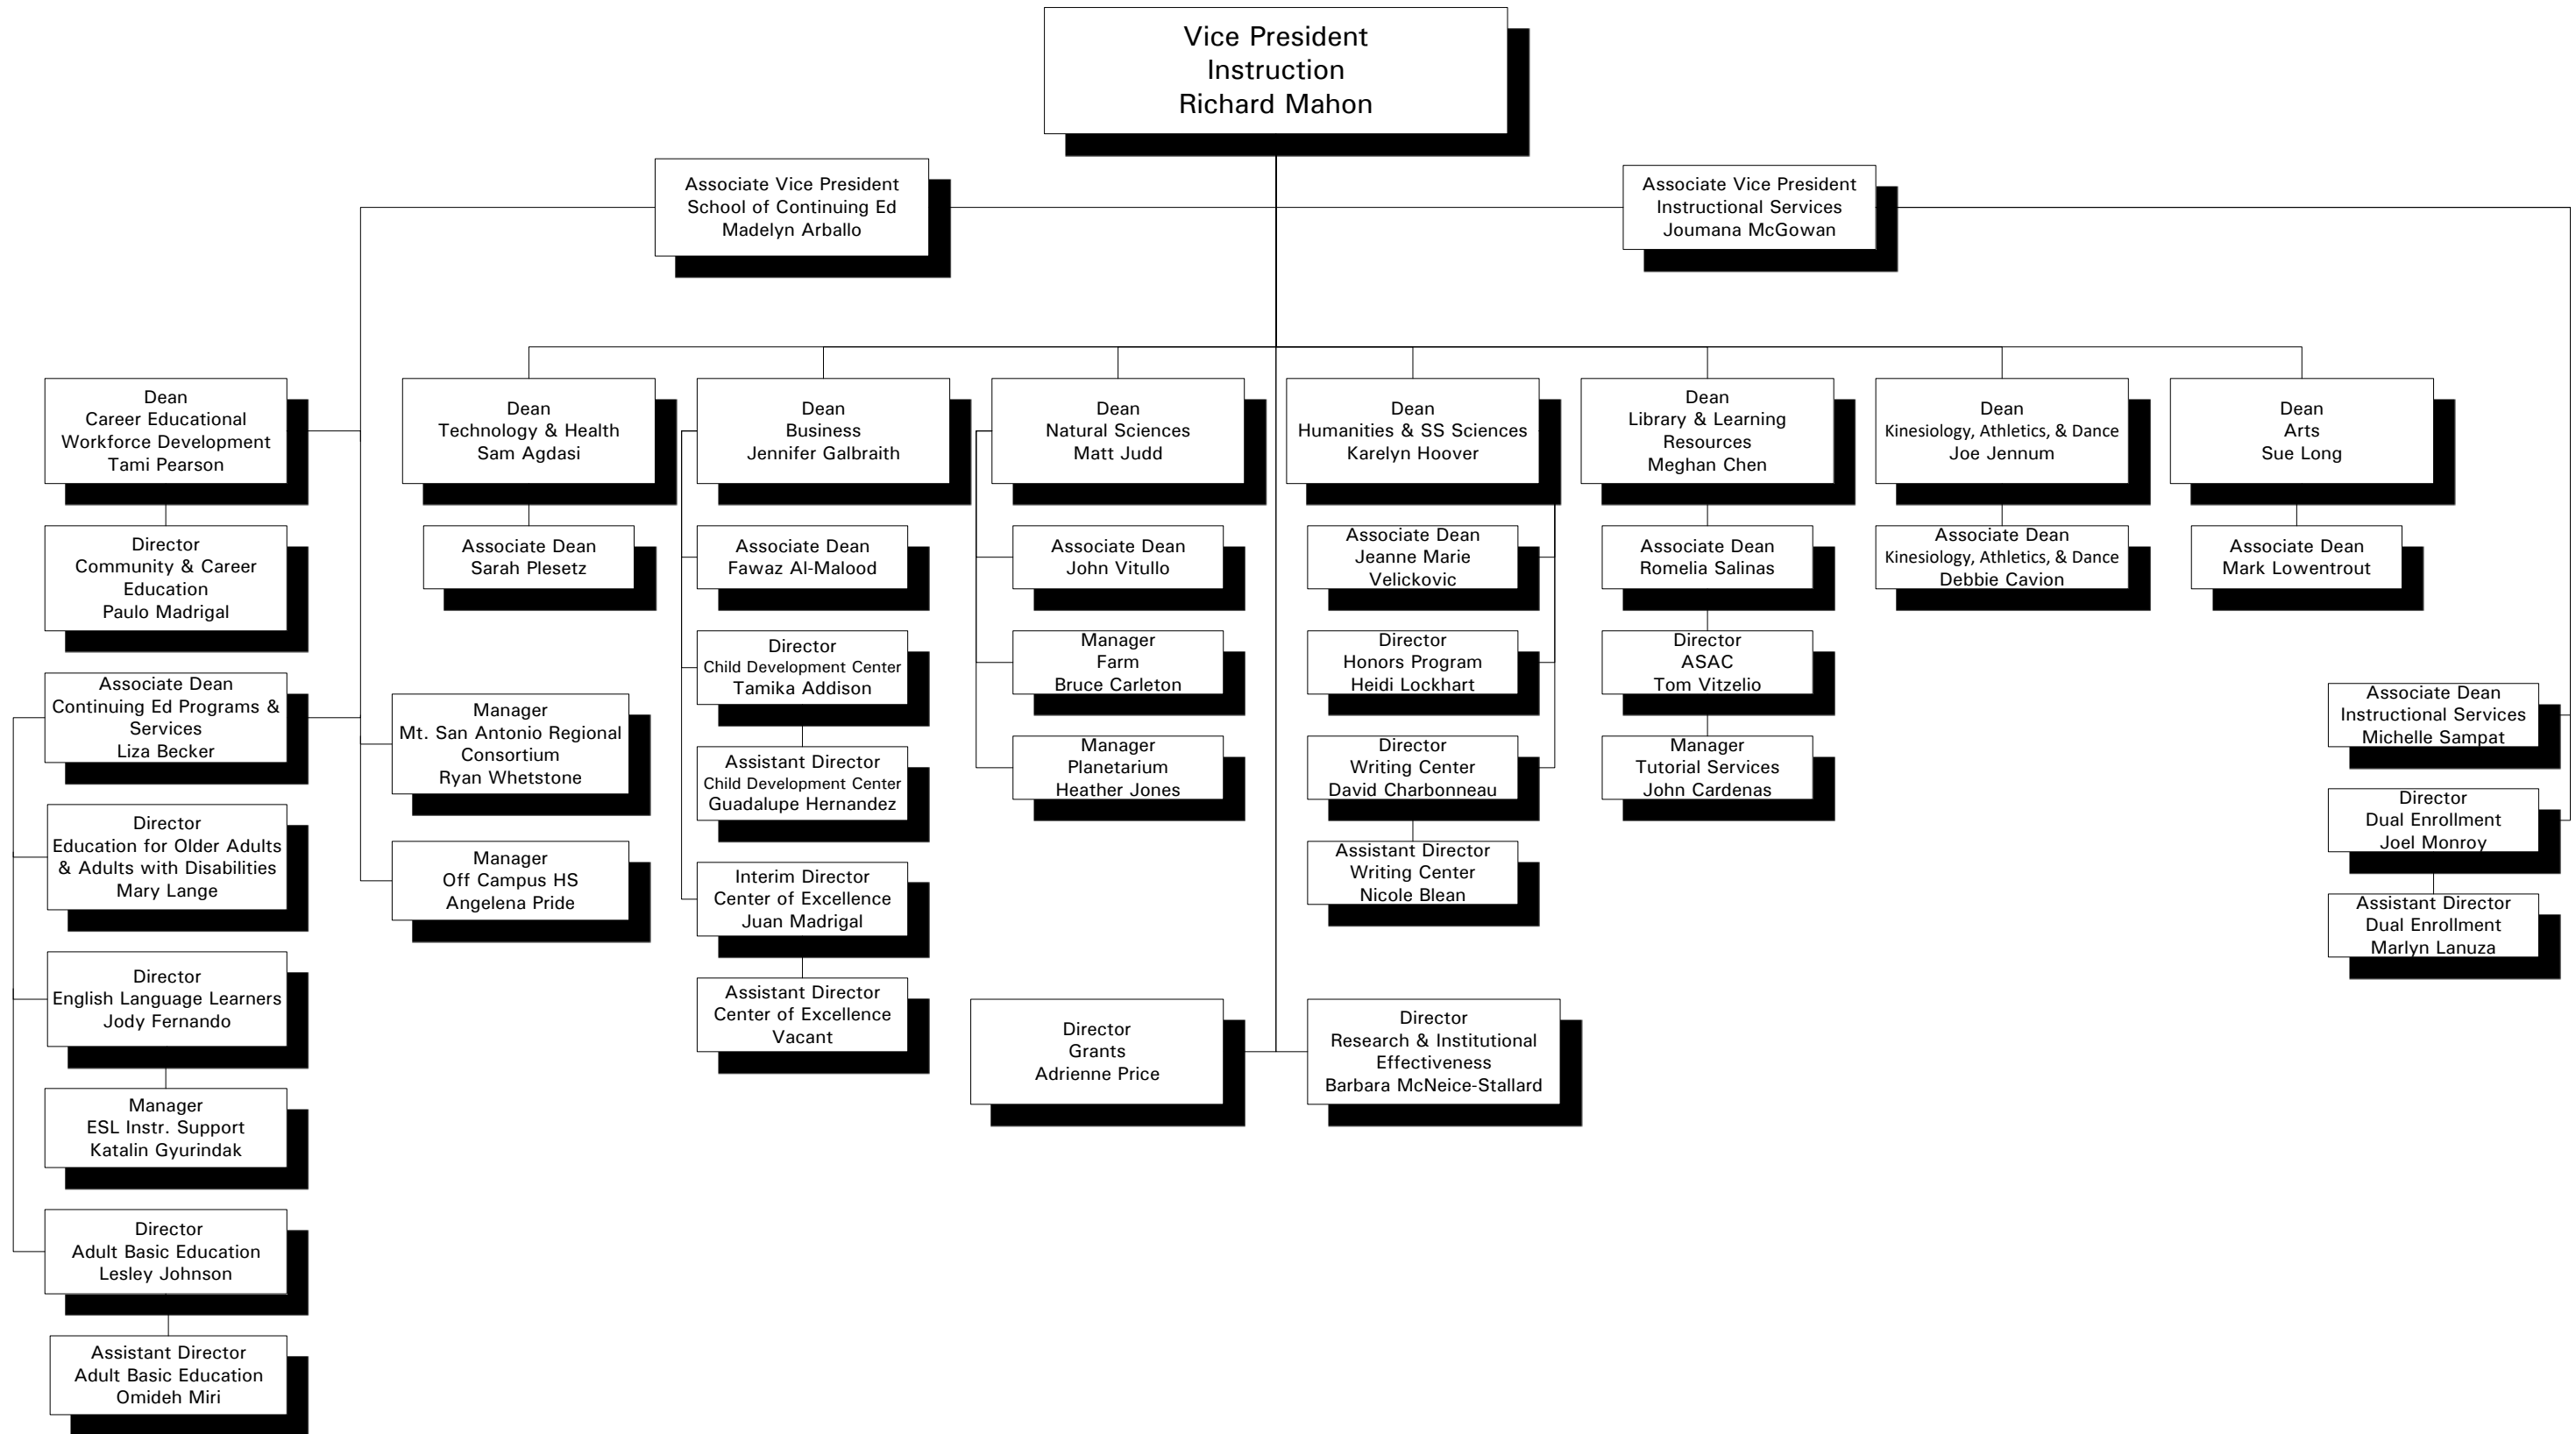 Vice President
Instruction
Richard Mahon
Associate Vice President
School of Continuing Ed
Madelyn Arballo
Associate Vice President
Instructional Services
Joumana McGowan
Dean
Career Educational
Workforce Development
Tami Pearson
Director
Community & Career
Education
Paulo Madrigal
Associate Dean
Continuing Ed Programs &
Services
Liza Becker
Director
Education for Older Adults
& Adults with Disabilities
Mary Lange
Director
English Language Learners
Jody Fernando
Manager
ESL Instr. Support
Katalin Gyurindak
Director
Adult Basic Education
Lesley Johnson
Assistant Director
Adult Basic Education
Omideh Miri
Manager
Mt. San Antonio Regional
Consortium
Ryan Whetstone
Manager
Off Campus HS
Angelena Pride
Dean
Technology & Health
Sam Agdasi
Associate Dean
Sarah Plesetz
Dean
Business
Jennifer Galbraith
Associate Dean
Fawaz Al-Malood
Director
Child Development Center
Tamika Addison
Assistant Director
Child Development Center
Guadalupe Hernandez
Interim Director
Center of Excellence
Juan Madrigal
Assistant Director
Center of Excellence
Vacant
Dean
Natural Sciences
Matt Judd
Associate Dean
John Vitullo
Manager
Farm
Bruce Carleton
Manager
Planetarium
Heather Jones
Dean
Humanities & SS Sciences
Karelyn Hoover
Associate Dean
Jeanne Marie
Velickovic
Director
Honors Program
Heidi Lockhart
Director
Writing Center
David Charbonneau
Assistant Director
Writing Center
Nicole Blean
Dean
Library & Learning
Resources
Meghan Chen
Associate Dean
Romelia Salinas
Director
ASAC
Tom Vitzelio
Manager
Tutorial Services
John Cardenas
Dean
Kinesiology, Athletics, & Dance
Joe Jennum
Associate Dean
Kinesiology, Athletics, & Dance
Debbie Cavion
Dean
Arts
Sue Long
Associate Dean
Mark Lowentrout
Associate Dean
Instructional Services
Michelle Sampat
Director
Dual Enrollment
Joel Monroy
Assistant Director
Dual Enrollment
Marlyn Lanuza
Director
Grants
Adrienne Price
Director
Research & Institutional
Effectiveness
Barbara McNeice-Stallard